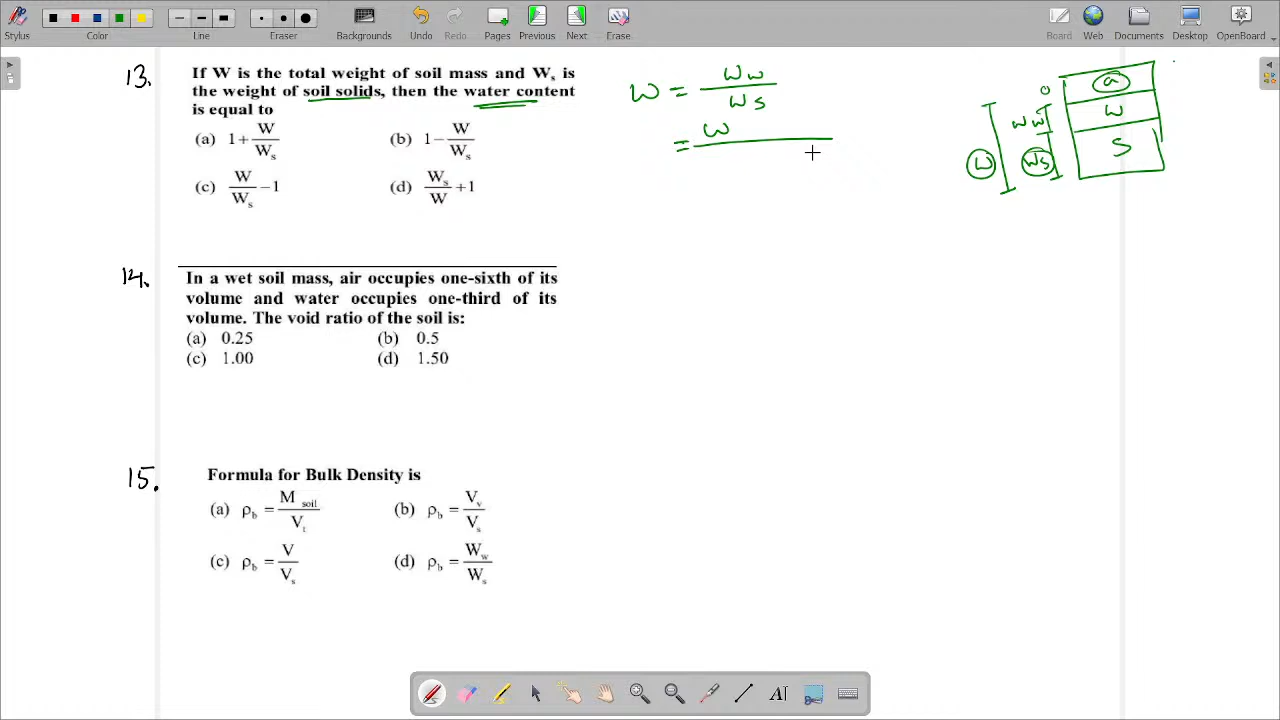 Stylus Color Line Eraser Backgrounds Undo Redo Pages Previous Next Erase Board Web Documents Desktop OpenBoard
13. If W is the total weight of soil mass and Wₛ is
the weight of soil solids, then the water content
is equal to
(a) 1+ W/Wₛ (b) 1− W/Wₛ
(c) W/Wₛ −1 (d) Wₛ/W +1
w = Ww/Ws
= W
a
w
S
o
Ww
W
Ws
14. In a wet soil mass, air occupies one-sixth of its
volume and water occupies one-third of its
volume. The void ratio of the soil is:
(a) 0.25 (b) 0.5
(c) 1.00 (d) 1.50
15. Formula for Bulk Density is
(a) ρb = M soil/Vt (b) ρb = Vv/Vs
(c) ρb = V/Vs (d) ρb = Ww/Ws
AI